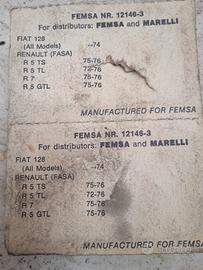 FEMSA NR. 12146-3
For distributors: FEMSA and MARELLI
FIAT 128
(All Models) --74
RENAULT (FASA)
R 5 TS 75-76
R 5 TL 72-76
R 7 75-76
R 5 GTL 75-76
MANUFACTURED FOR FEMSA
FEMSA NR. 12146-3
For distributors: FEMSA and MARELLI
FIAT 128
(All Models) --74
RENAULT (FASA)
R 5 TS 75-76
R 5 TL 72-76
R 7 75-76
R 5 GTL 75-76
MANUFACTURED FOR FEMSA